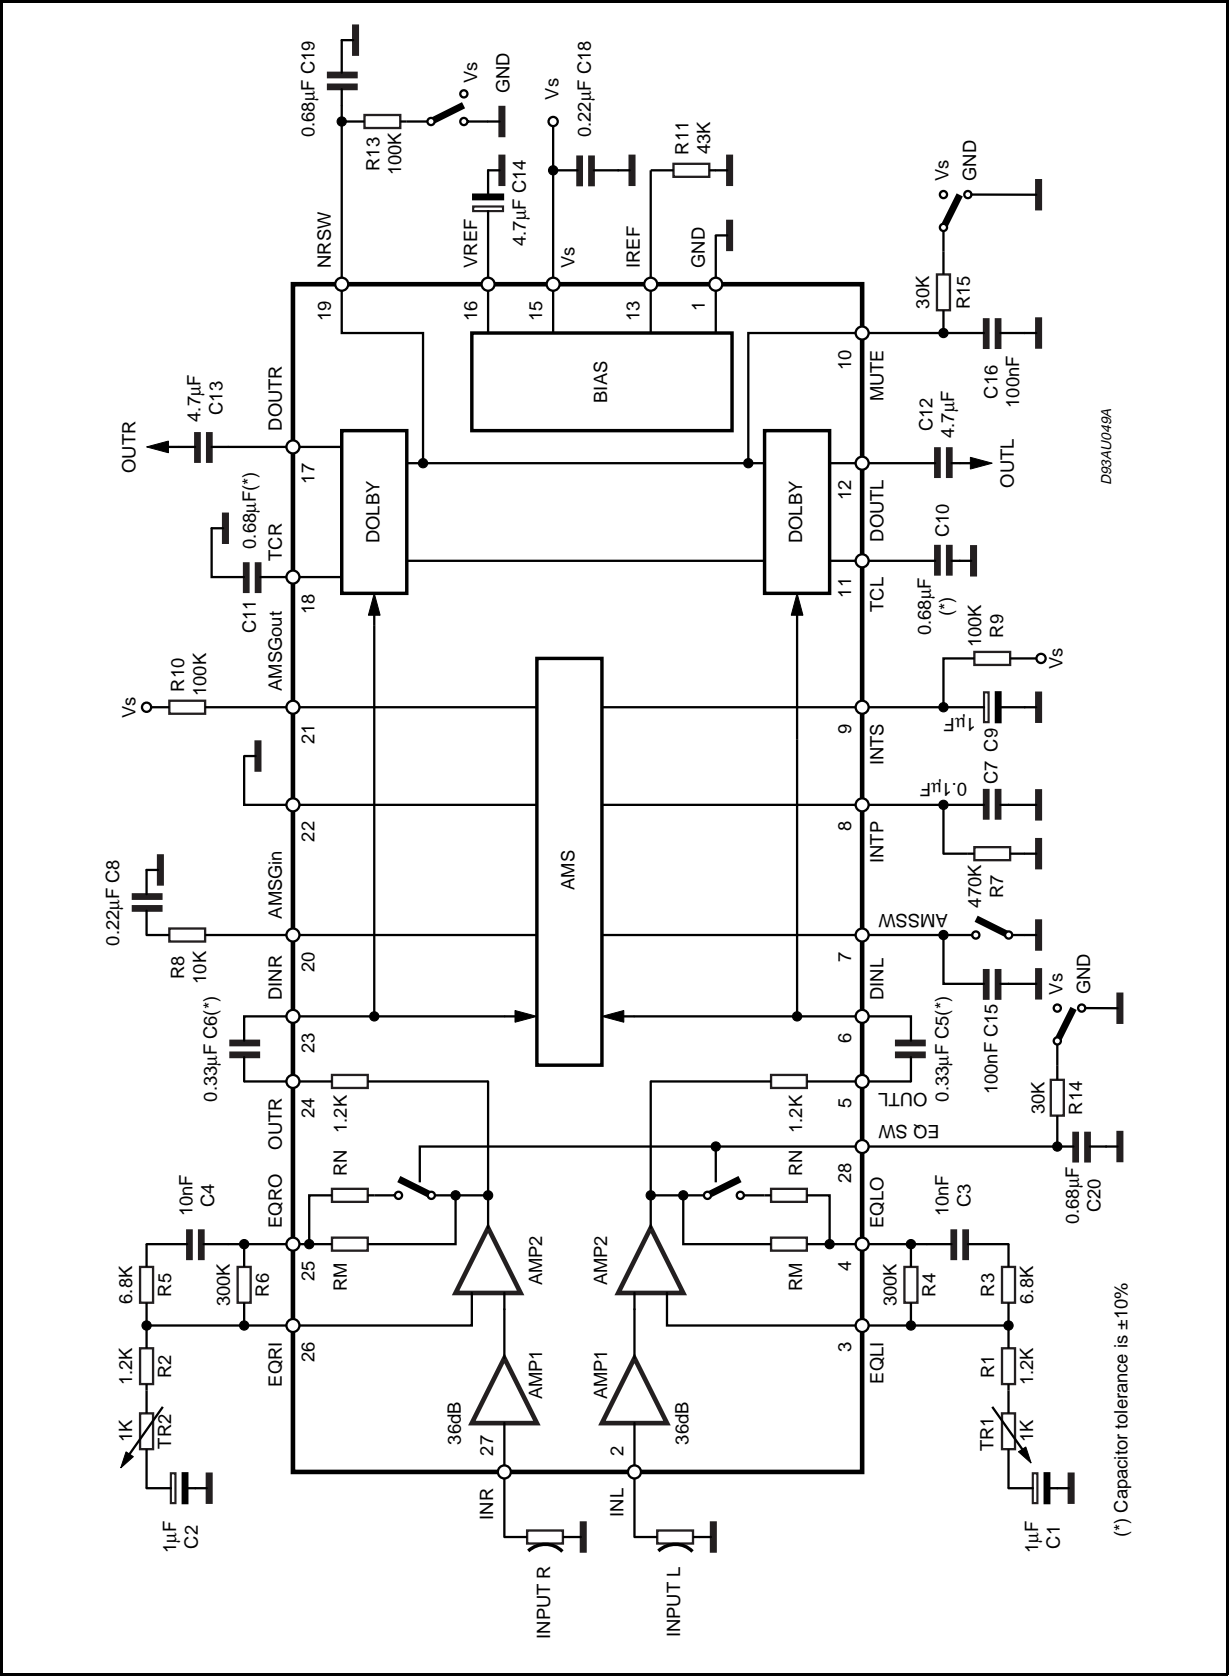 0.68µF C19
R13
100K
Vs
GND
NRSW
19
VREF
16
4.7µF C14
Vs
15
Vs
0.22µF C18
IREF
13
R11
43K
GND
1
BIAS
10
MUTE
30K
R15
Vs
GND
C16
100nF
OUTR
4.7µF
C13
DOUTR
17
C11
0.68µF(*)
TCR
18
DOLBY
DOLBY
12
DOUTL
C12
4.7µF
OUTL
11
TCL
C10
0.68µF
(*)
D93AU049A
Vs
R10
100K
AMSGout
21
22
0.22µF C8
R8
10K
AMSGin
20
DINR
23
0.33µF C6(*)
AMS
9
INTS
1µF
C9
100K
R9
Vs
8
INTP
0.1µF
C7
470K
R7
7
AMSSW
DINL
6
0.33µF C5(*)
100nF C15
Vs
GND
30K
R14
0.68µF
C20
OUTR
24
1.2K
1.2K
5
OUTL
EQ SW
28
RN
RM
RN
RM
EQRO
25
10nF
C4
6.8K
R5
300K
R6
EQRI
26
1.2K
R2
1K
TR2
1µF
C2
AMP2
AMP2
AMP1
AMP1
36dB
36dB
27
2
INR
INL
INPUT R
INPUT L
EQLO
4
10nF
C3
300K
R4
R3
6.8K
3
EQLI
R1
1.2K
TR1
1K
1µF
C1
(*) Capacitor tolerance is ±10%